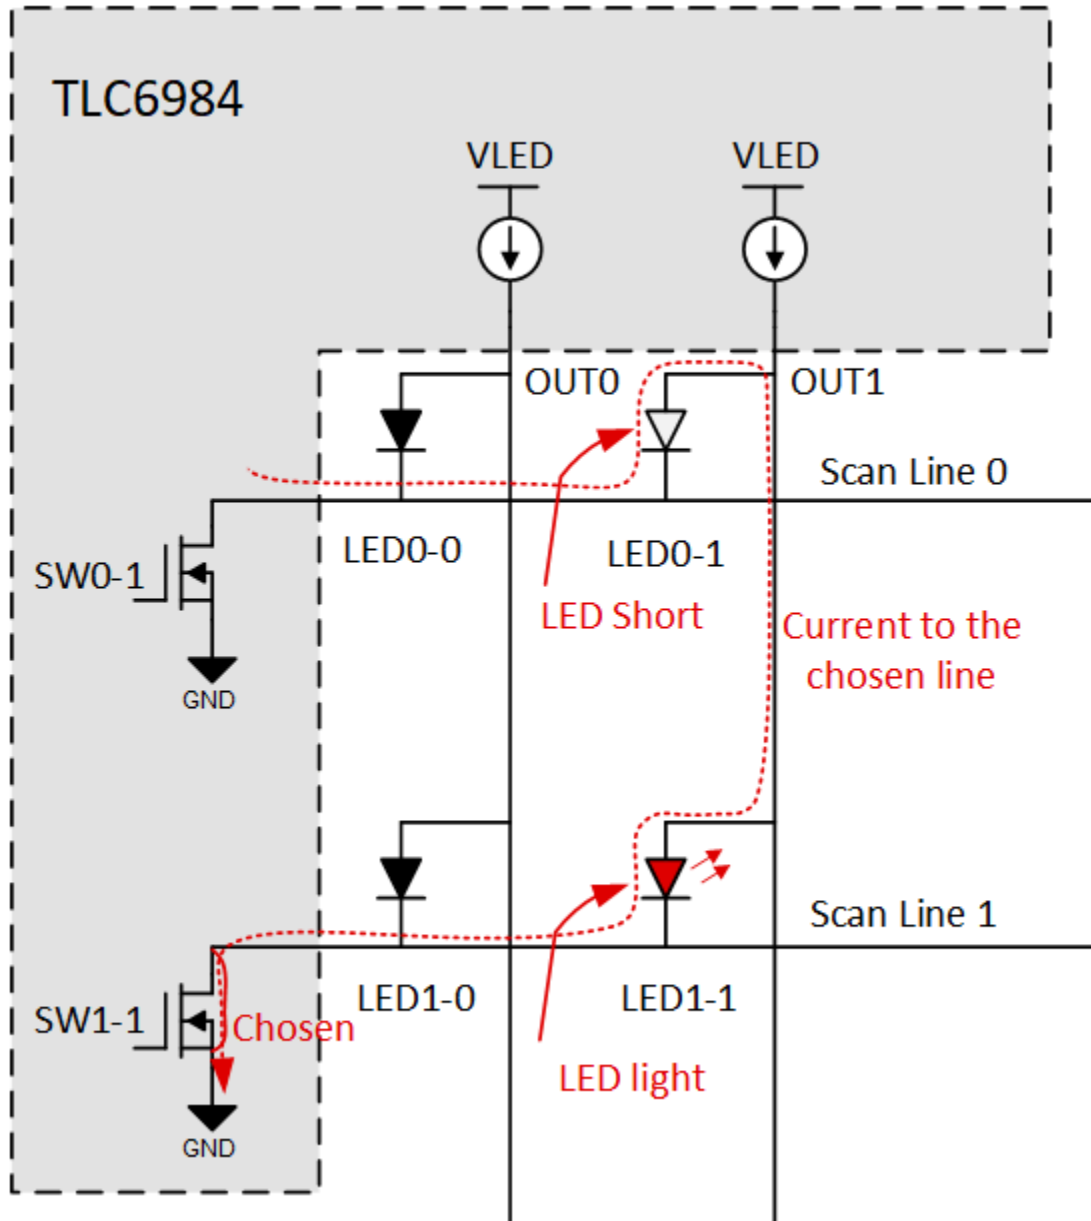 TLC6984
VLED
VLED
OUT0
OUT1
Scan Line 0
LED0-0
LED0-1
SW0-1
LED Short
Current to the
chosen line
GND
Scan Line 1
LED1-0
LED1-1
SW1-1
Chosen
LED light
GND